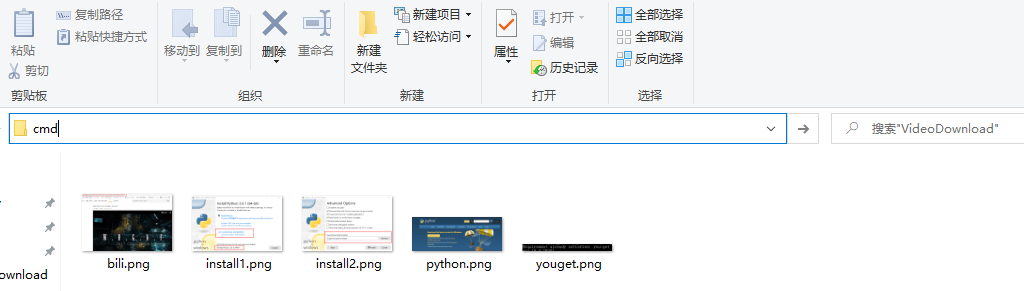 复制路径
粘贴快捷方式
粘贴
剪切
剪贴板
移动到
复制到
删除
重命名
组织
新建
文件夹
新建项目
轻松访问
新建
属性
打开
编辑
历史记录
打开
全部选择
全部取消
反向选择
选择
cmd
搜索"VideoDownload"
ownload
bili.png
install1.png
install2.png
python.png
youget.png